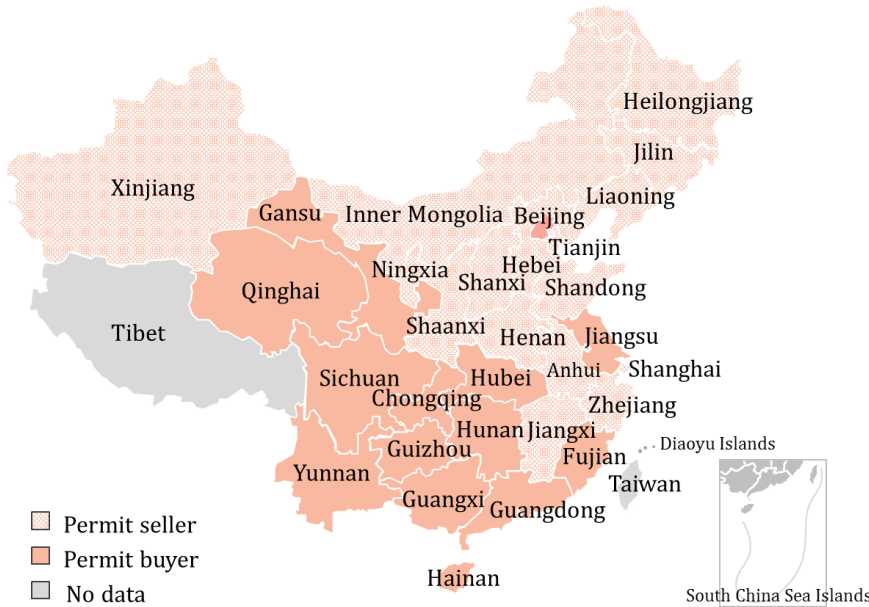 Heilongjiang
Jilin
Xinjiang
Liaoning
Gansu
Inner Mongolia
Beijing
Tianjin
Hebei
Ningxia
Shanxi
Shandong
Qinghai
Tibet
Shaanxi
Henan
Jiangsu
Anhui
Shanghai
Sichuan
Hubei
Chongqing
Zhejiang
Hunan
Jiangxi
Guizhou
Diaoyu Islands
Fujian
Yunnan
Taiwan
Guangxi
Guangdong
Permit seller
Permit buyer
Hainan
No data
South China Sea Islands